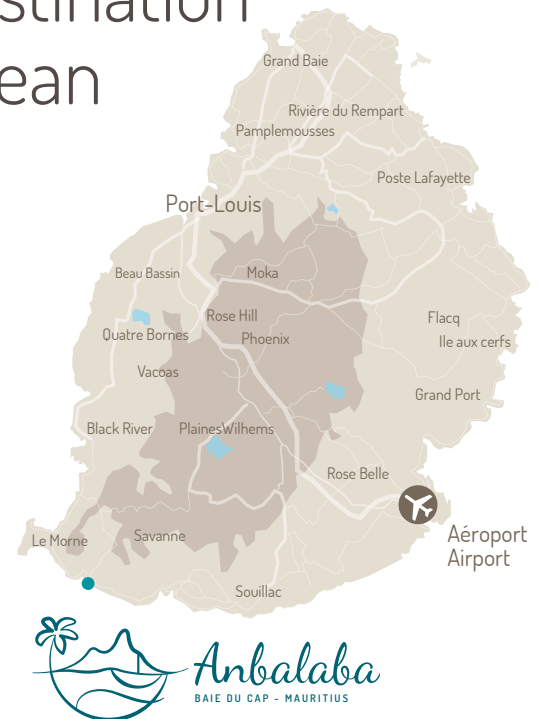 stination
ean
Grand Baie
Rivière du Rempart
Pamplemousses
Poste Lafayette
Port-Louis
Beau Bassin
Moka
Rose Hill
Flacq
Quatre Bornes
Phoenix
Ile aux cerfs
Vacoas
Grand Port
Black River
PlainesWilhems
Rose Belle
Le Morne
Savanne
Aéroport
Airport
Souillac
Anbalaba
BAIE DU CAP - MAURITIUS